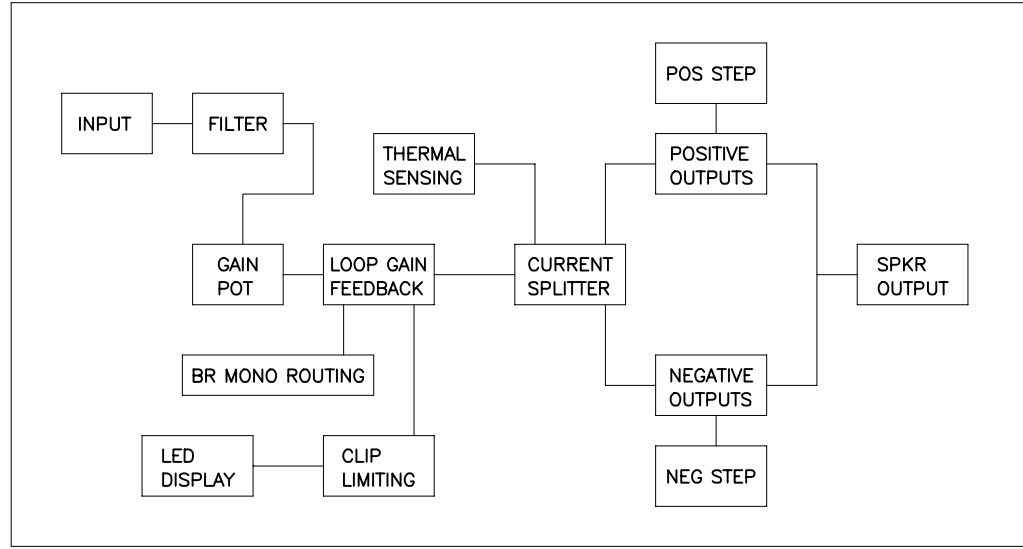 POS STEP
INPUT
FILTER
THERMAL
SENSING
POSITIVE
OUTPUTS
GAIN
POT
LOOP GAIN
FEEDBACK
CURRENT
SPLITTER
SPKR
OUTPUT
BR MONO ROUTING
NEGATIVE
OUTPUTS
LED
DISPLAY
CLIP
LIMITING
NEG STEP